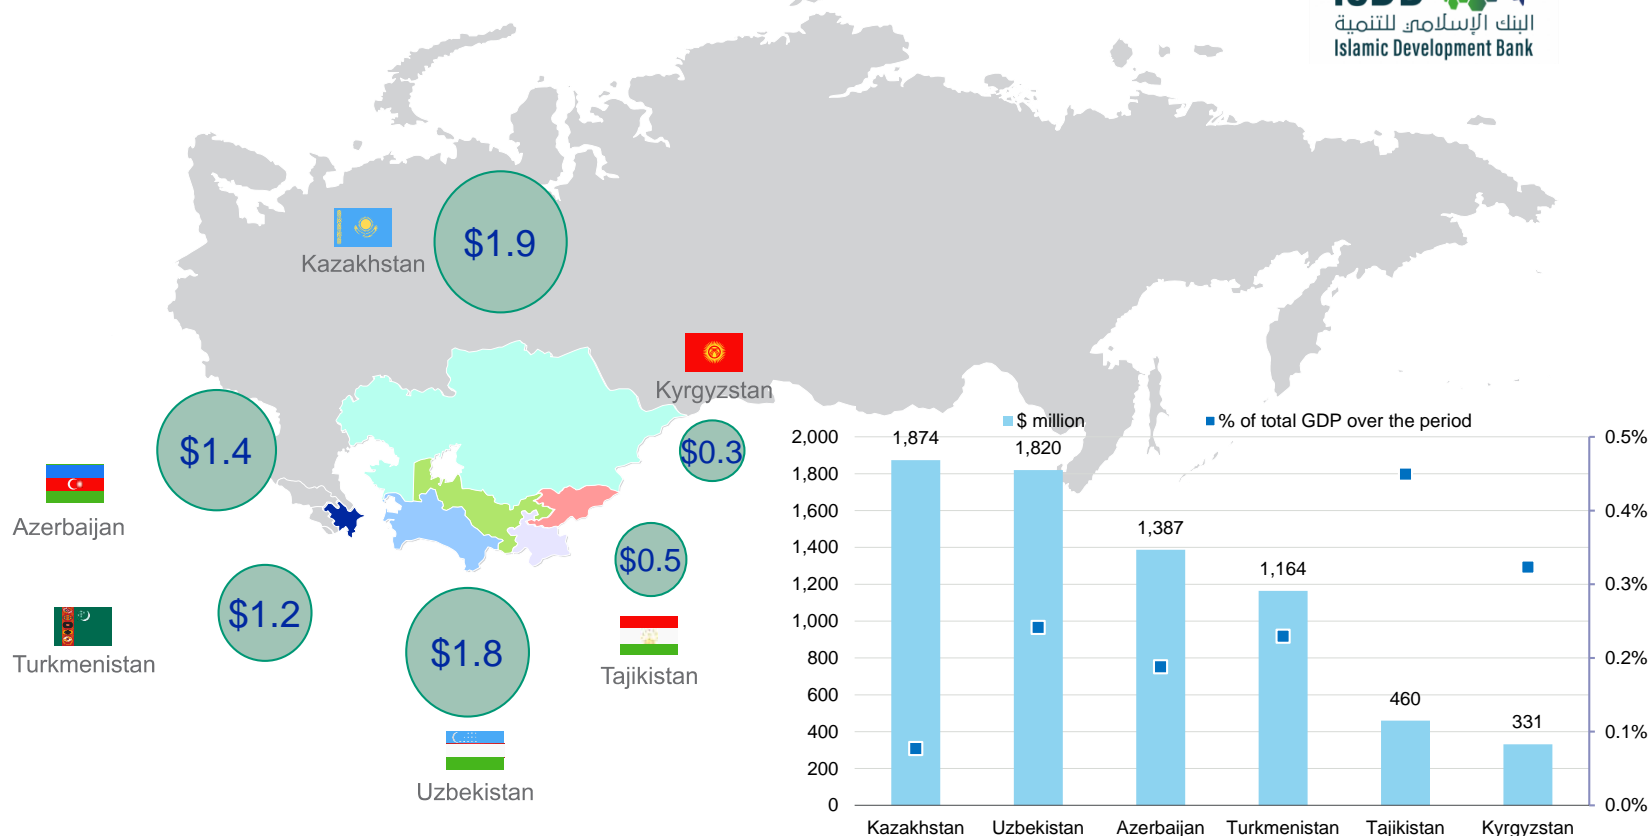 البنك الإسلامي للتنمية
Islamic Development Bank
Kazakhstan
$1.9
Kyrgyzstan
$0.3
$1.4
Azerbaijan
$0.5
Tajikistan
$1.2
Turkmenistan
$1.8
Uzbekistan
$ million
% of total GDP over the period
2,000
1,800
1,600
1,400
1,200
1,000
800
600
400
200
0
1,874
1,820
1,387
1,164
460
331
0.5%
0.4%
0.3%
0.2%
0.1%
0.0%
Kazakhstan Uzbekistan Azerbaijan Turkmenistan Tajikistan Kyrgyzstan